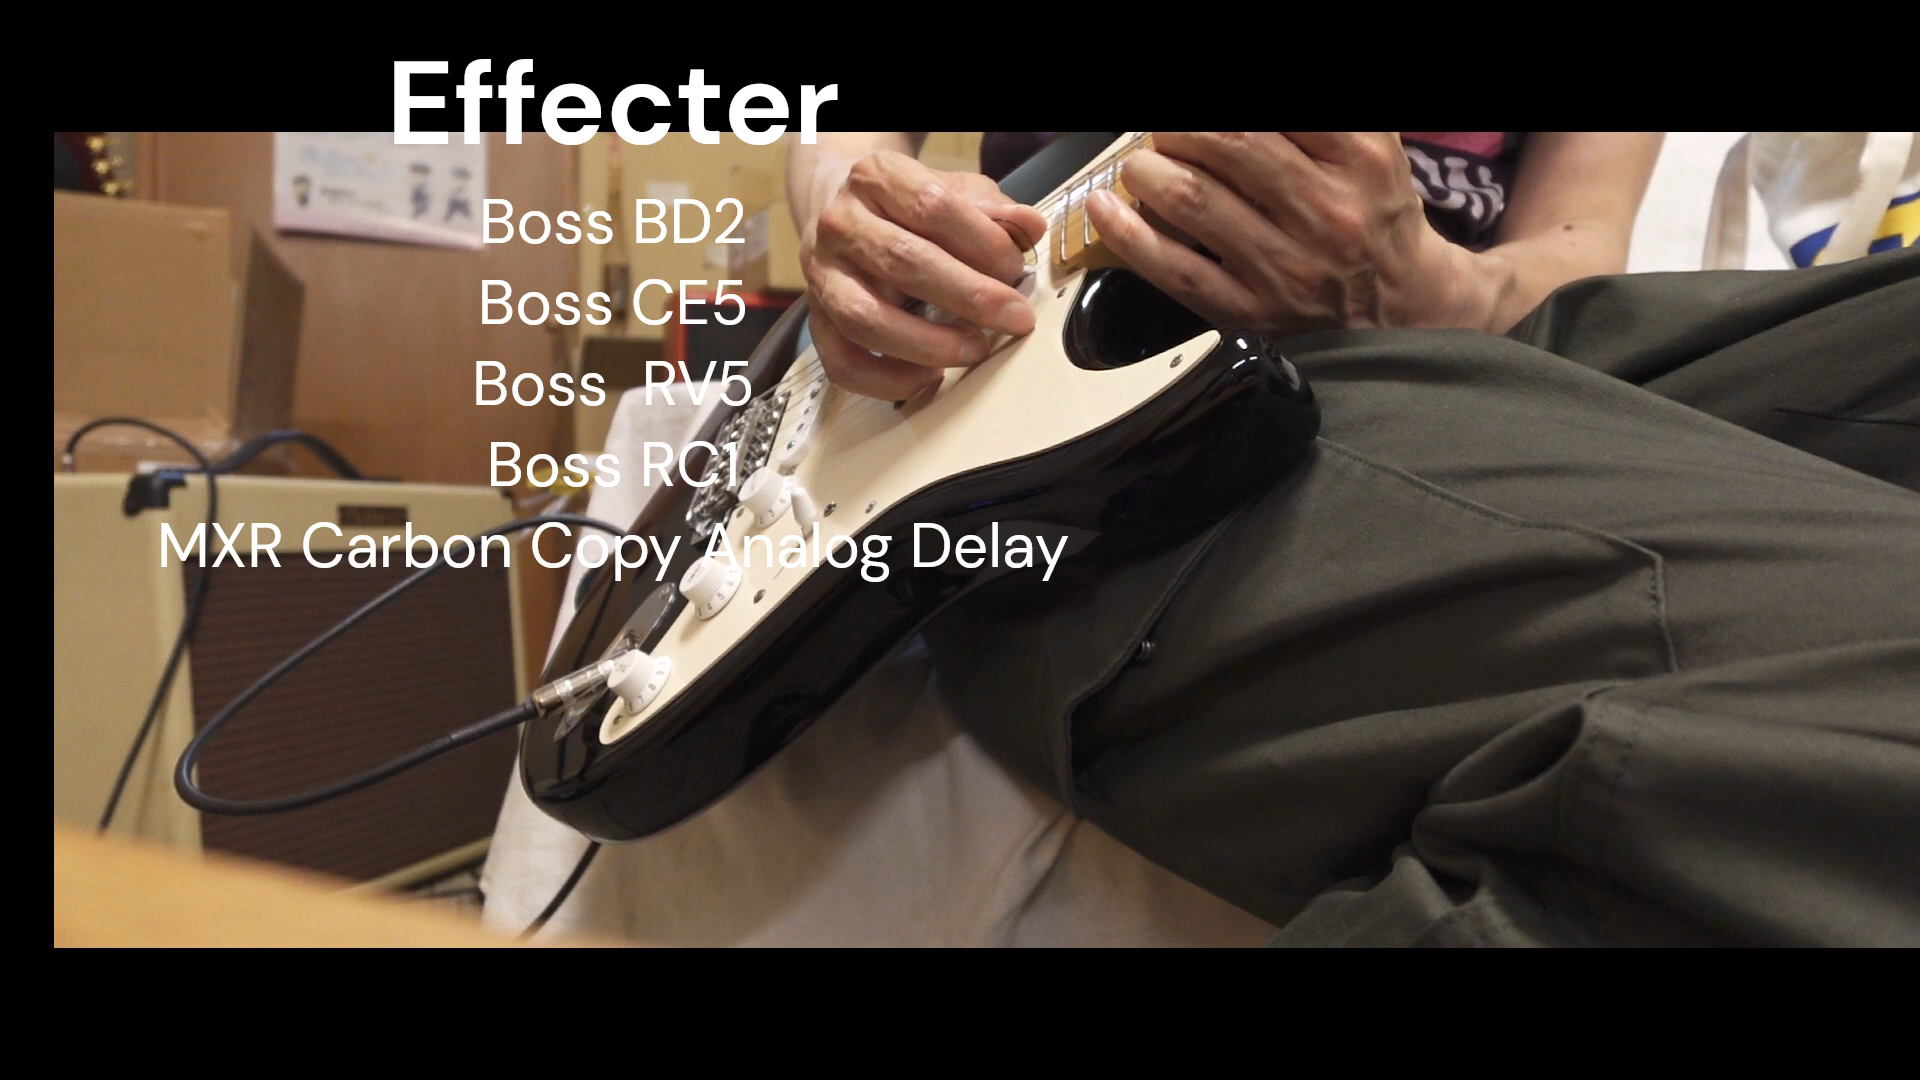 Effecter
Boss BD2
Boss CE5
Boss  RV5
Boss RC1
MXR Carbon Copy Analog Delay